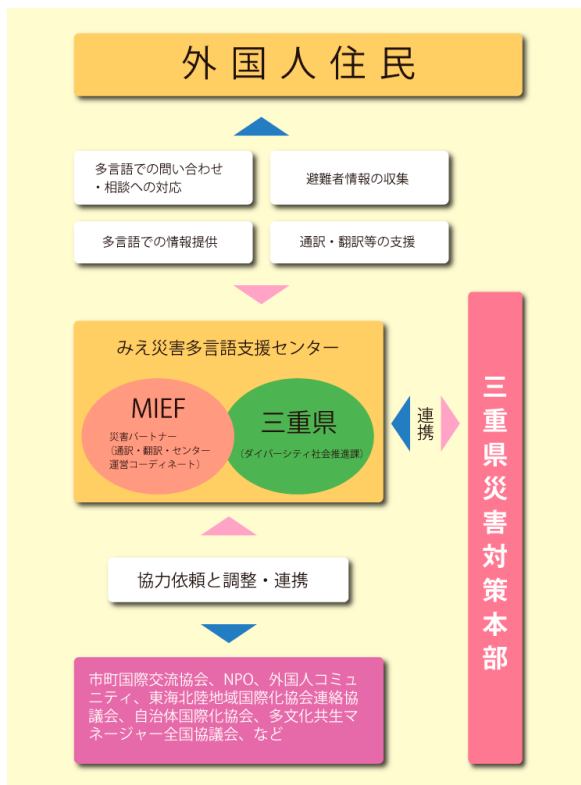 外国人住民
多言語での問い合わせ
・相談への対応
避難者情報の収集
多言語での情報提供
通訳・翻訳等の支援
みえ災害多言語支援センター
MIEF
災害パートナー
（通訳・翻訳・センター
運営コーディネート）
三重県
（ダイバーシティ社会推進課）
連携
三重県災害対策本部
協力依頼と調整・連携
市町国際交流協会、NPO、外国人コミュ
ニティ、東海北陸地域国際化協会連絡協
議会、自治体国際化協会、多文化共生マ
ネージャー全国協議会、など